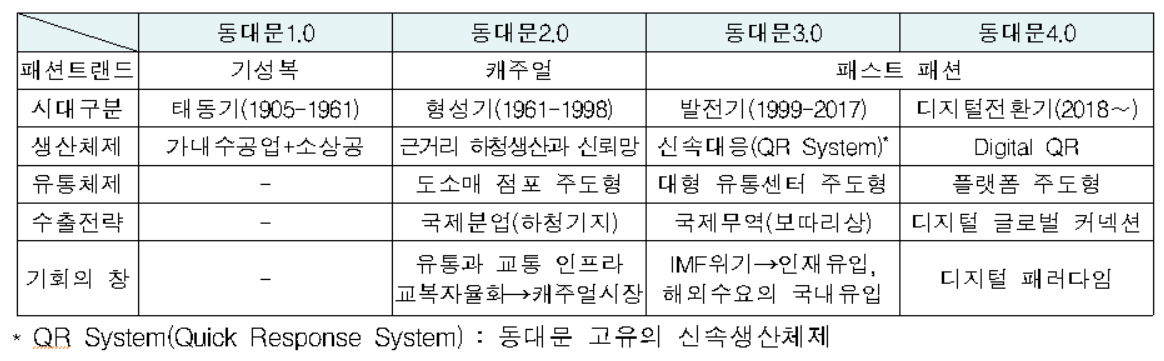 동대문1.0 동대문2.0 동대문3.0 동대문4.0
패션트랜드 기성복 캐주얼 패스트 패션
시대구분 태동기(1905-1961) 형성기(1961-1998) 발전기(1999-2017) 디지털전환기(2018~)
생산체제 가내수공업+소상공 근거리 하청생산과 신뢰망 신속대응(QR System)* Digital QR
유통체제 - 도소매 점포 주도형 대형 유통센터 주도형 플랫폼 주도형
수출전략 - 국제분업(하청기지) 국제무역(보따리상) 디지털 글로벌 커넥션
기회의 창 - 유통과 교통 인프라 IMF위기→인재유입, 디지털 패러다임
교복자율화→캐주얼시장 해외수요의 국내유입
* QR System(Quick Response System) : 동대문 고유의 신속생산체제